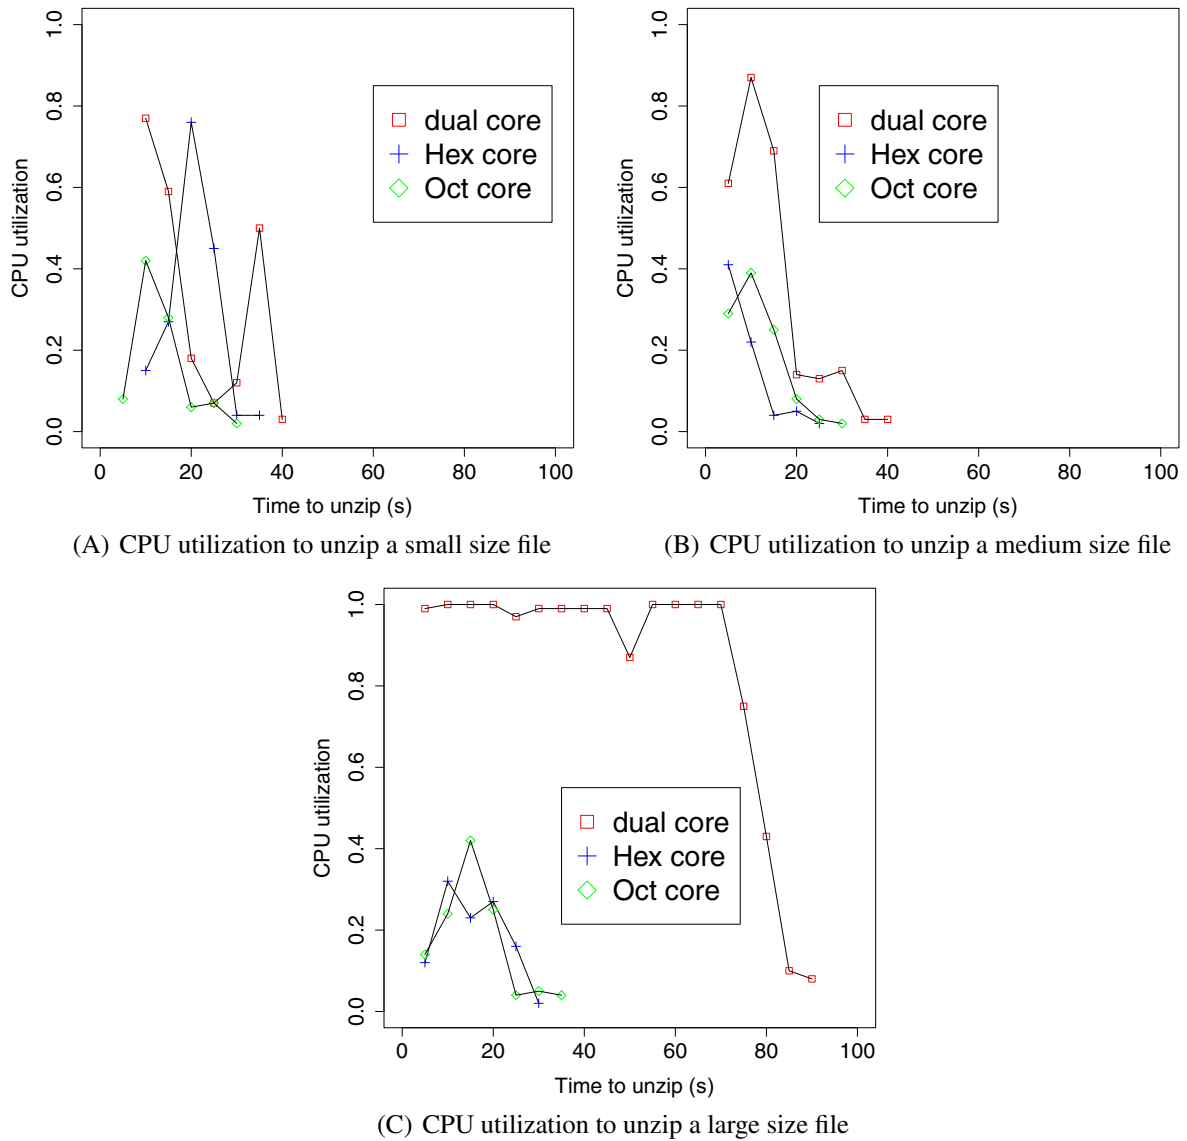 1.0
0.8
0.6
0.4
0.2
0.0
CPU utilization
dual core
Hex core
Oct core
0 20 40 60 80 100
Time to unzip (s)
(A) CPU utilization to unzip a small size file
1.0
0.8
0.6
0.4
0.2
0.0
CPU utilization
dual core
Hex core
Oct core
0 20 40 60 80 100
Time to unzip (s)
(B) CPU utilization to unzip a medium size file
1.0
0.8
0.6
0.4
0.2
0.0
CPU utilization
dual core
Hex core
Oct core
0 20 40 60 80 100
Time to unzip (s)
(C) CPU utilization to unzip a large size file